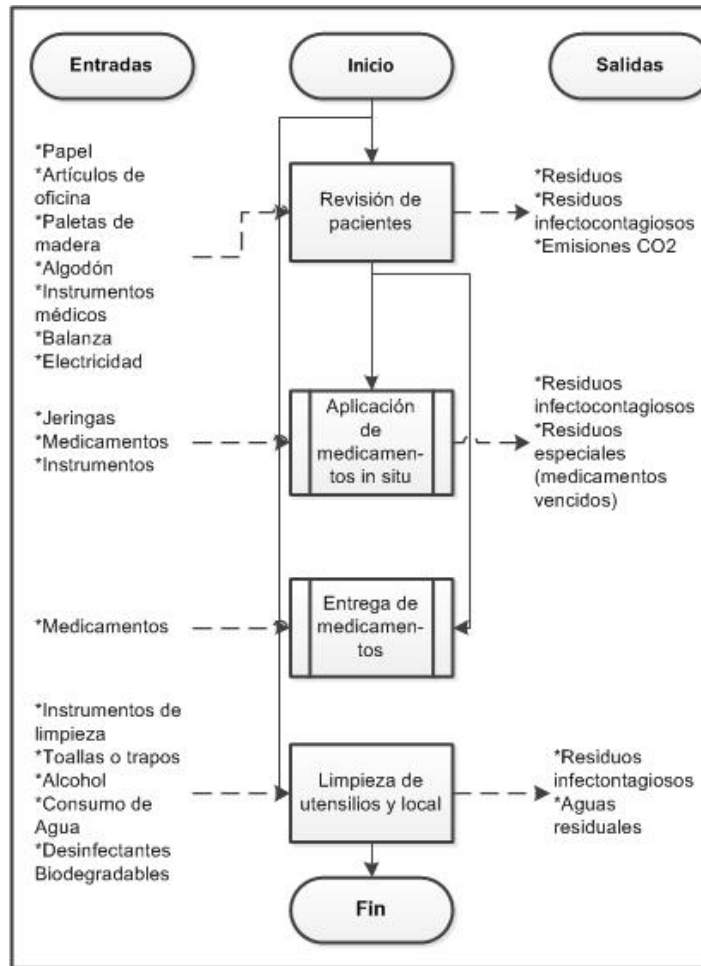 Entradas
Inicio
Salidas
*Papel
*Artículos de
oficina
*Paletas de
madera
*Algodón
*Instrumentos
médicos
*Balanza
*Electricidad
Revisión de
pacientes
*Residuos
*Residuos
infectocontagiosos
*Emisiones CO2
*Jeringas
*Medicamentos
*Instrumentos
Aplicación
de
medicamen-
tos in situ
*Residuos
infectocontagiosos
*Residuos
especiales
(medicamentos
vencidos)
*Medicamentos
Entrega de
medicamen-
tos
*Instrumentos de
limpieza
*Toallas o trapos
*Alcohol
*Consumo de
Agua
*Desinfectantes
Biodegradables
Limpieza de
utensilios y local
*Residuos
infectontagiosos
*Aguas
residuales
Fin